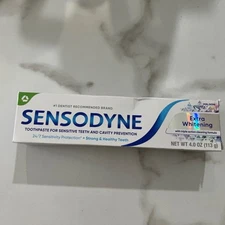 #1 DENTIST RECOMMENDED BRAND
SENSODYNE
TOOTHPASTE FOR SENSITIVE TEETH AND CAVITY PREVENTION
24/7 Sensitivity Protection* • Strong & Healthy Teeth
Extra
Whitening
NET WT 4.0 OZ (113 g)